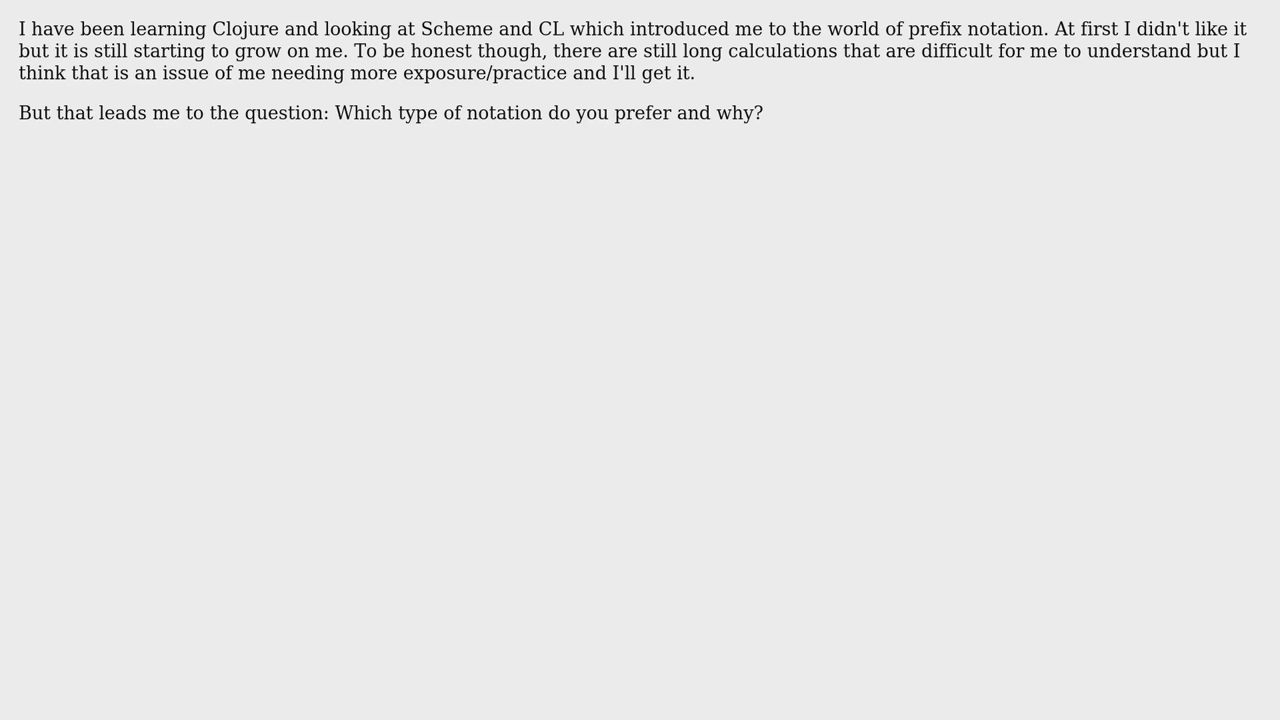 I have been learning Clojure and looking at Scheme and CL which introduced me to the world of prefix notation. At first I didn't like it
but it is still starting to grow on me. To be honest though, there are still long calculations that are difficult for me to understand but I
think that is an issue of me needing more exposure/practice and I'll get it.
But that leads me to the question: Which type of notation do you prefer and why?